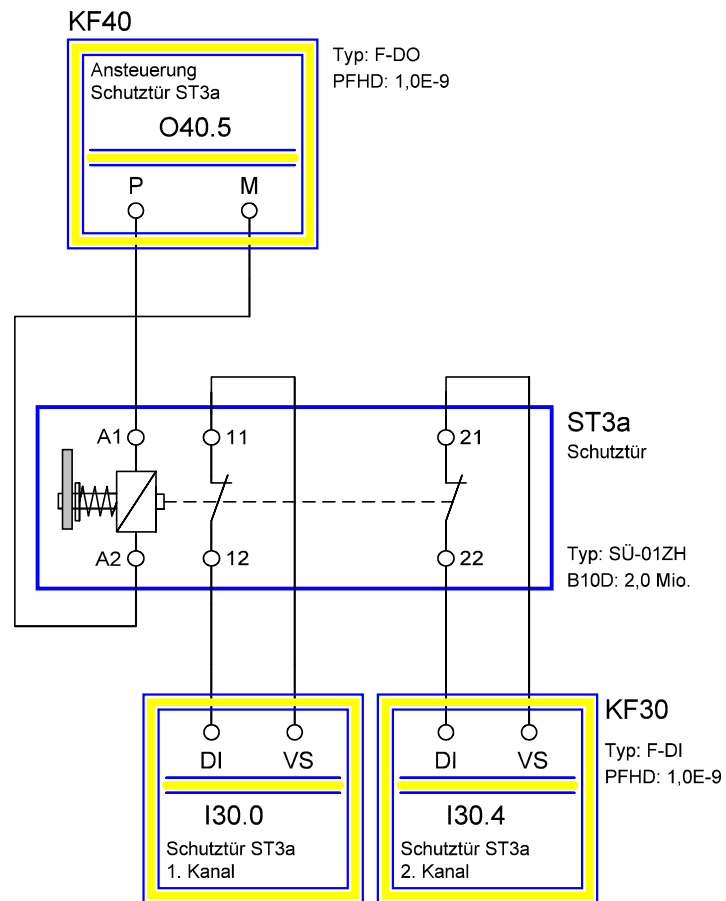 KF40
Typ: F-DO
PFHD: 1,0E-9
Ansteuerung
Schutztür ST3a
O40.5
P M
A1 11 21
ST3a
Schutztür
A2 12 22
Typ: SÜ-01ZH
B10D: 2,0 Mio.
KF30
Typ: F-DI
PFHD: 1,0E-9
DI VS
I30.0
Schutztür ST3a
1. Kanal
DI VS
I30.4
Schutztür ST3a
2. Kanal